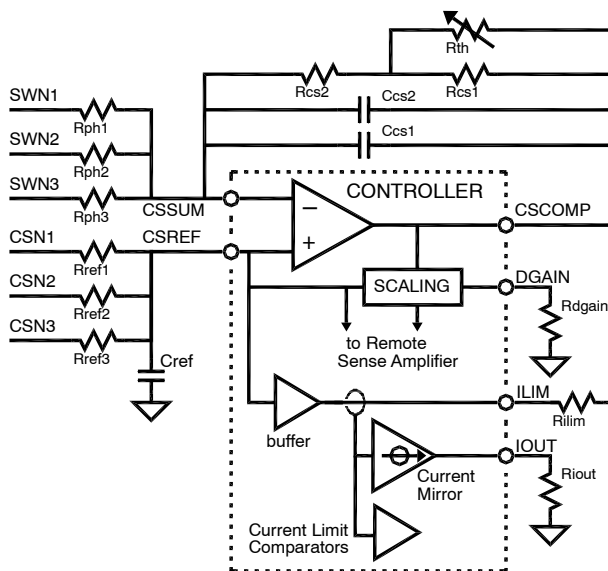 Rth
Rcs2
Rcs1
Ccs2
Ccs1
SWN1
Rph1
SWN2
Rph2
SWN3
Rph3
CSSUM
CONTROLLER
CSCOMP
−
+
CSN1
CSREF
Rref1
CSN2
Rref2
CSN3
Rref3
Cref
SCALING
DGAIN
Rdgain
to Remote
Sense Amplifier
ILIM
Rilim
buffer
IOUT
Riout
Current
Mirror
Current Limit
Comparators